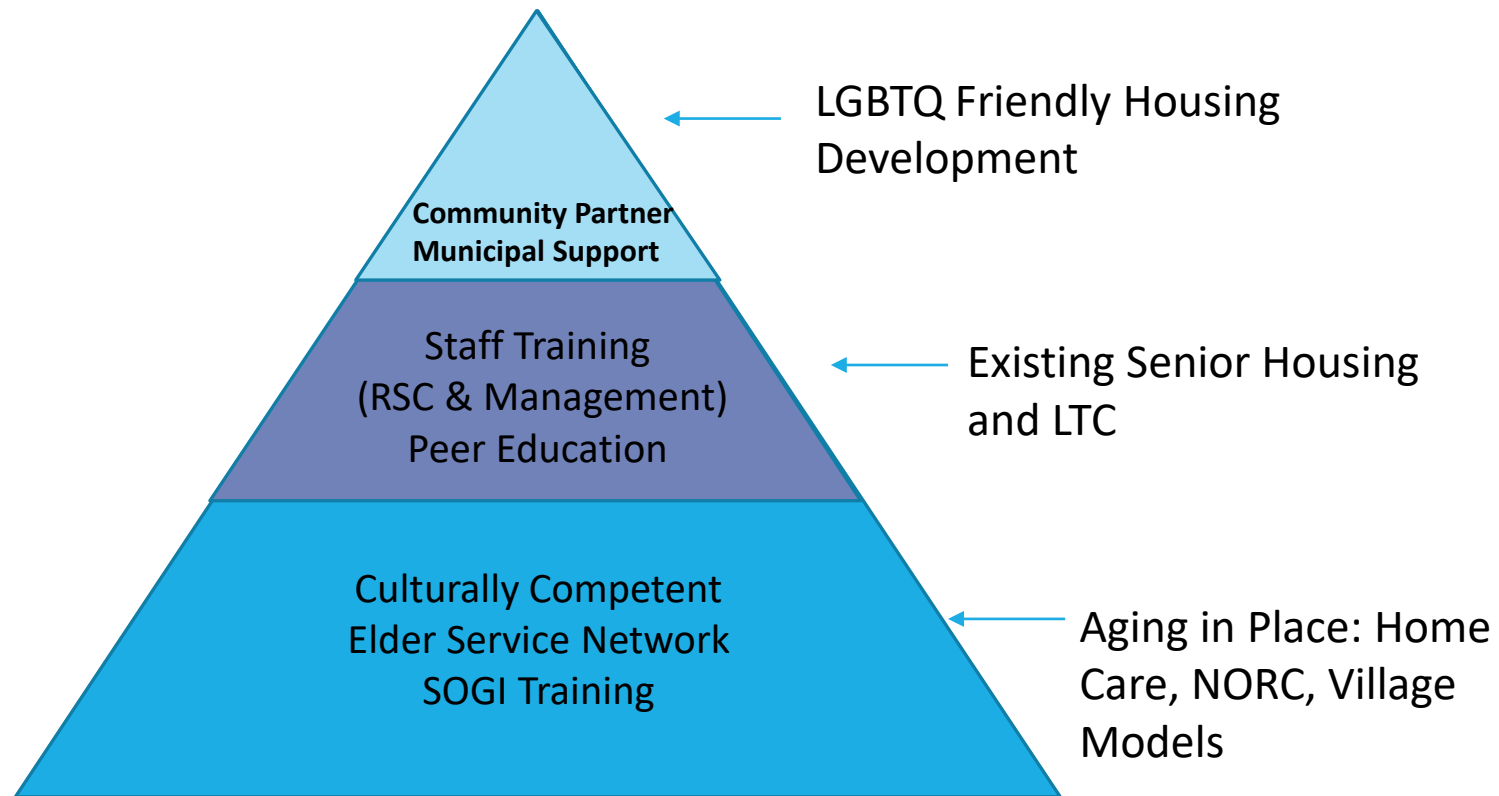 LGBTQ Friendly Housing
Development
Community Partner
Municipal Support
Staff Training
(RSC & Management)
Peer Education
Existing Senior Housing
and LTC
Culturally Competent
Elder Service Network
SOGI Training
Aging in Place: Home
Care, NORC, Village
Models